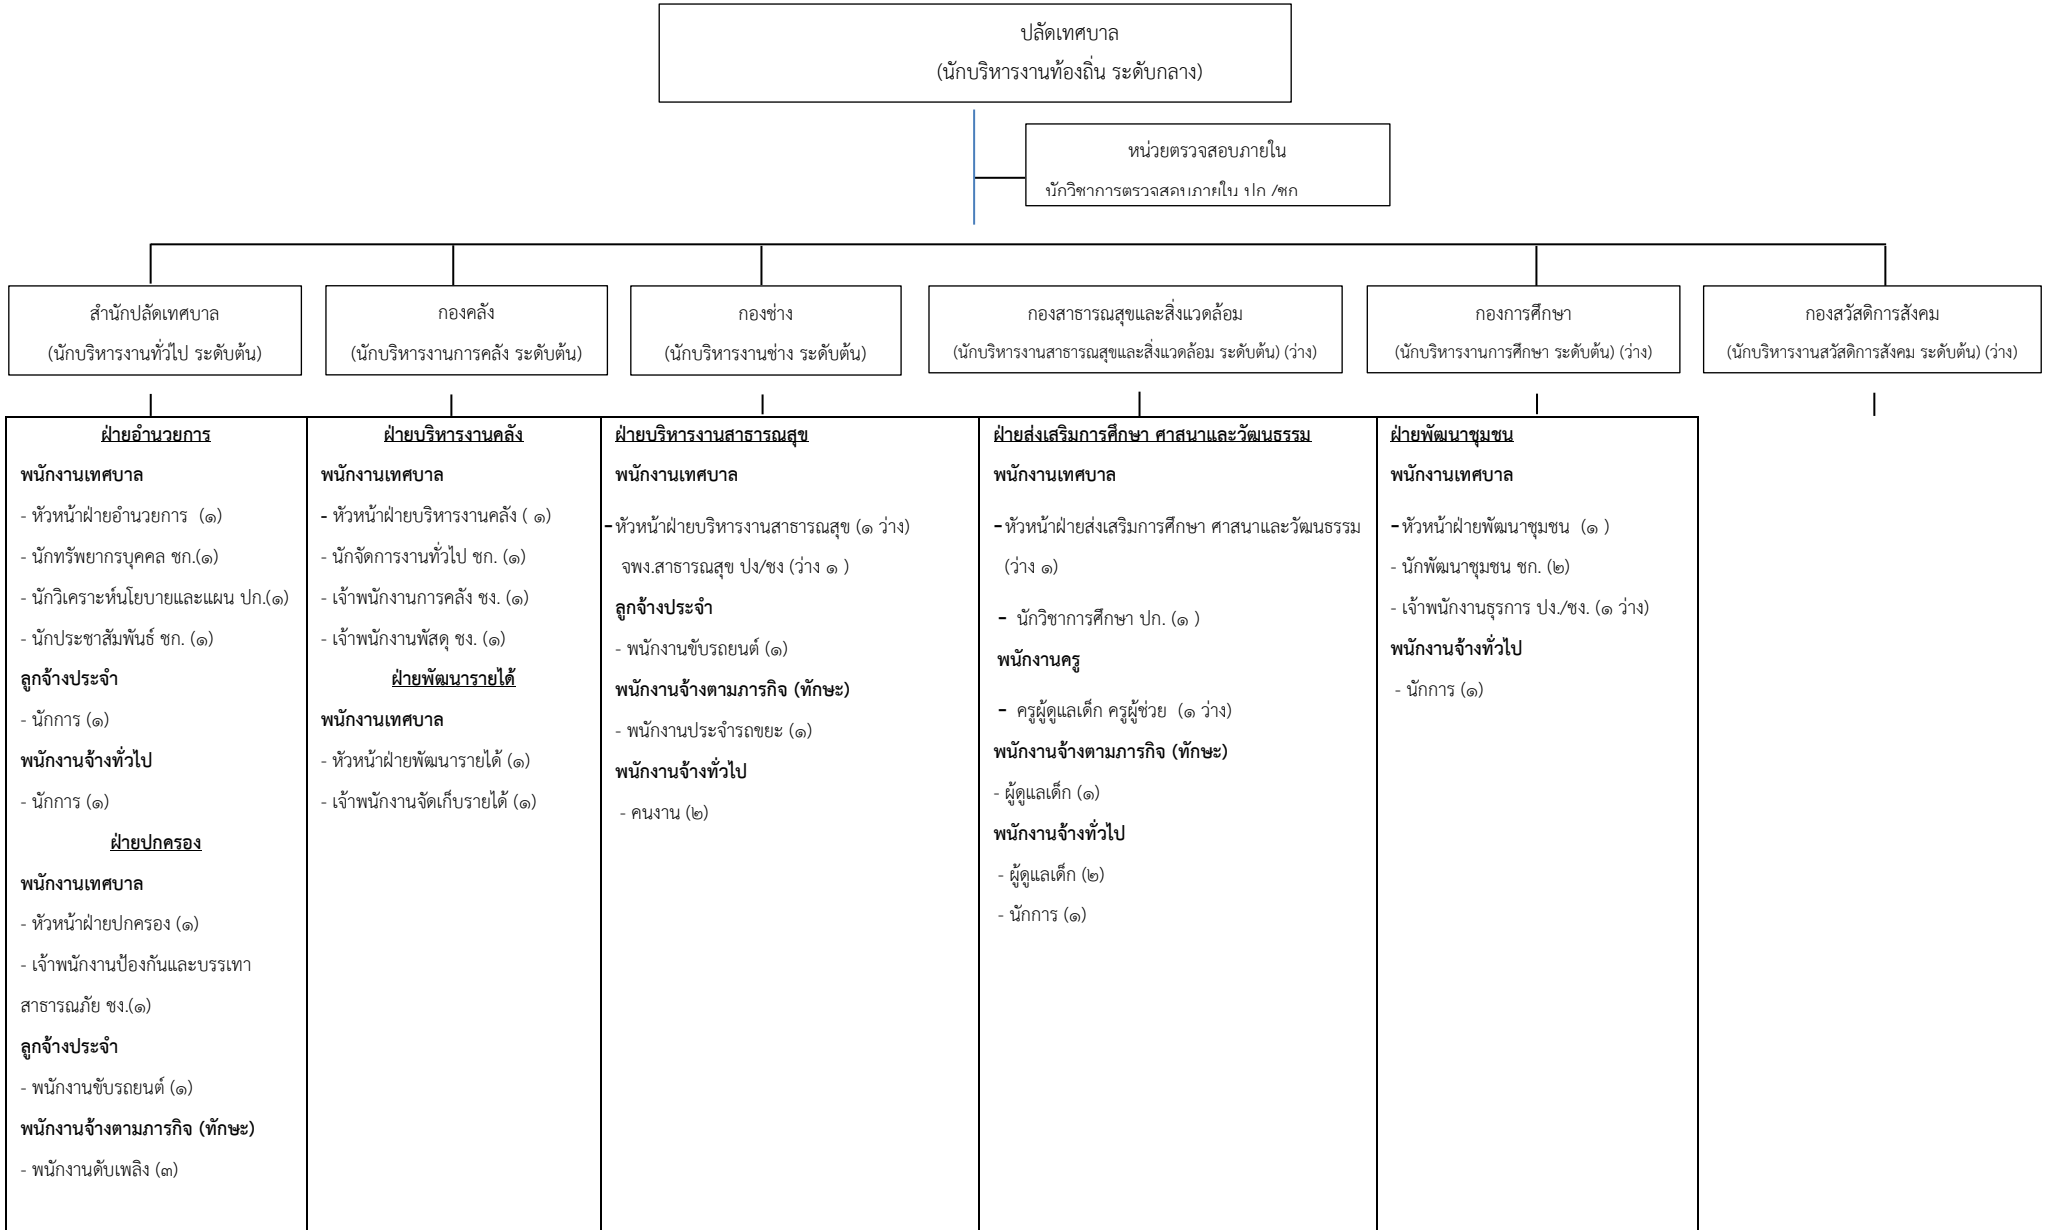 ปลัดเทศบาล
(นักบริหารงานท้องถิ่น ระดับกลาง)
หน่วยตรวจสอบภายใน
นักวิชาการตรวจสอบภายใน ปก /ชก
สำนักปลัดเทศบาล
(นักบริหารงานทั่วไป ระดับต้น)
กองคลัง
(นักบริหารงานการคลัง ระดับต้น)
กองช่าง
(นักบริหารงานช่าง ระดับต้น)
กองสาธารณสุขและสิ่งแวดล้อม
(นักบริหารงานสาธารณสุขและสิ่งแวดล้อม ระดับต้น) (ว่าง)
กองการศึกษา
(นักบริหารงานการศึกษา ระดับต้น) (ว่าง)
กองสวัสดิการสังคม
(นักบริหารงานสวัสดิการสังคม ระดับต้น) (ว่าง)
ฝ่ายอำนวยการ
พนักงานเทศบาล
- หัวหน้าฝ่ายอำนวยการ (๑)
- นักทรัพยากรบุคคล ชก.(๑)
- นักวิเคราะห์นโยบายและแผน ปก.(๑)
- นักประชาสัมพันธ์ ชก. (๑)
ลูกจ้างประจำ
- นักการ (๑)
พนักงานจ้างทั่วไป
- นักการ (๑)
ฝ่ายปกครอง
พนักงานเทศบาล
- หัวหน้าฝ่ายปกครอง (๑)
- เจ้าพนักงานป้องกันและบรรเทา
สาธารณภัย ชง.(๑)
ลูกจ้างประจำ
- พนักงานขับรถยนต์ (๑)
พนักงานจ้างตามภารกิจ (ทักษะ)
- พนักงานดับเพลิง (๓)
ฝ่ายบริหารงานคลัง
พนักงานเทศบาล
- หัวหน้าฝ่ายบริหารงานคลัง ( ๑)
- นักจัดการงานทั่วไป ชก. (๑)
- เจ้าพนักงานการคลัง ชง. (๑)
- เจ้าพนักงานพัสดุ ชง. (๑)
ฝ่ายพัฒนารายได้
พนักงานเทศบาล
- หัวหน้าฝ่ายพัฒนารายได้ (๑)
- เจ้าพนักงานจัดเก็บรายได้ (๑)
ฝ่ายบริหารงานสาธารณสุข
พนักงานเทศบาล
- หัวหน้าฝ่ายบริหารงานสาธารณสุข (๑ ว่าง)
จพง.สาธารณสุข ปง/ชง (ว่าง ๑ )
ลูกจ้างประจำ
- พนักงานขับรถยนต์ (๑)
พนักงานจ้างตามภารกิจ (ทักษะ)
- พนักงานประจำรถขยะ (๑)
พนักงานจ้างทั่วไป
- คนงาน (๒)
ฝ่ายส่งเสริมการศึกษา ศาสนาและวัฒนธรรม
พนักงานเทศบาล
- หัวหน้าฝ่ายส่งเสริมการศึกษา ศาสนาและวัฒนธรรม
(ว่าง ๑)
- นักวิชาการศึกษา ปก. (๑ )
พนักงานครู
- ครูผู้ดูแลเด็ก ครูผู้ช่วย (๑ ว่าง)
พนักงานจ้างตามภารกิจ (ทักษะ)
- ผู้ดูแลเด็ก (๑)
พนักงานจ้างทั่วไป
- ผู้ดูแลเด็ก (๒)
- นักการ (๑)
ฝ่ายพัฒนาชุมชน
พนักงานเทศบาล
- หัวหน้าฝ่ายพัฒนาชุมชน (๑ )
- นักพัฒนาชุมชน ชก. (๒)
- เจ้าพนักงานธุรการ ปง./ชง. (๑ ว่าง)
พนักงานจ้างทั่วไป
- นักการ (๑)